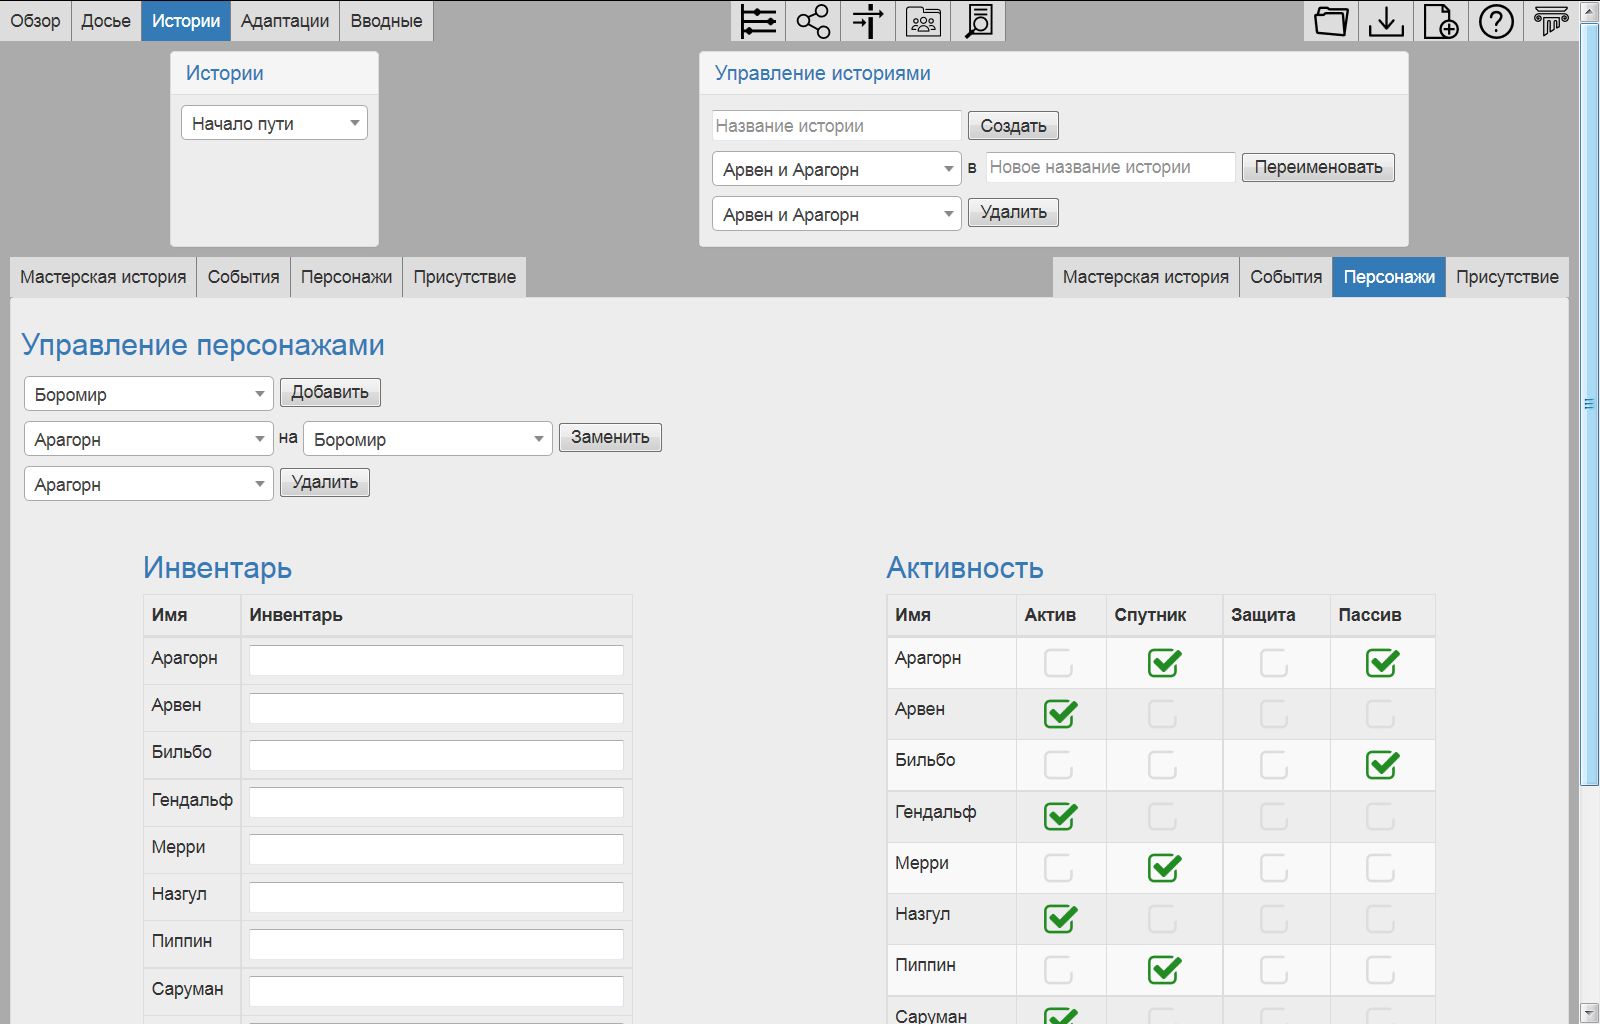 Обзор Досье Истории Адаптации Вводные
Истории
Начало пути
Управление историями
Название истории Создать
Арвен и Арагорн в Новое название истории Переименовать
Арвен и Арагорн Удалить
Мастерская история События Персонажи Присутствие
Мастерская история События Персонажи Присутствие
Управление персонажами
Боромир Добавить
Арагорн на Боромир Заменить
Арагорн Удалить
Инвентарь
Имя Инвентарь
Арагорн
Арвен
Бильбо
Гендальф
Мерри
Назгул
Пиппин
Саруман
Активность
Имя Актив Спутник Защита Пассив
Арагорн
Арвен
Бильбо
Гендальф
Мерри
Назгул
Пиппин
Саруман